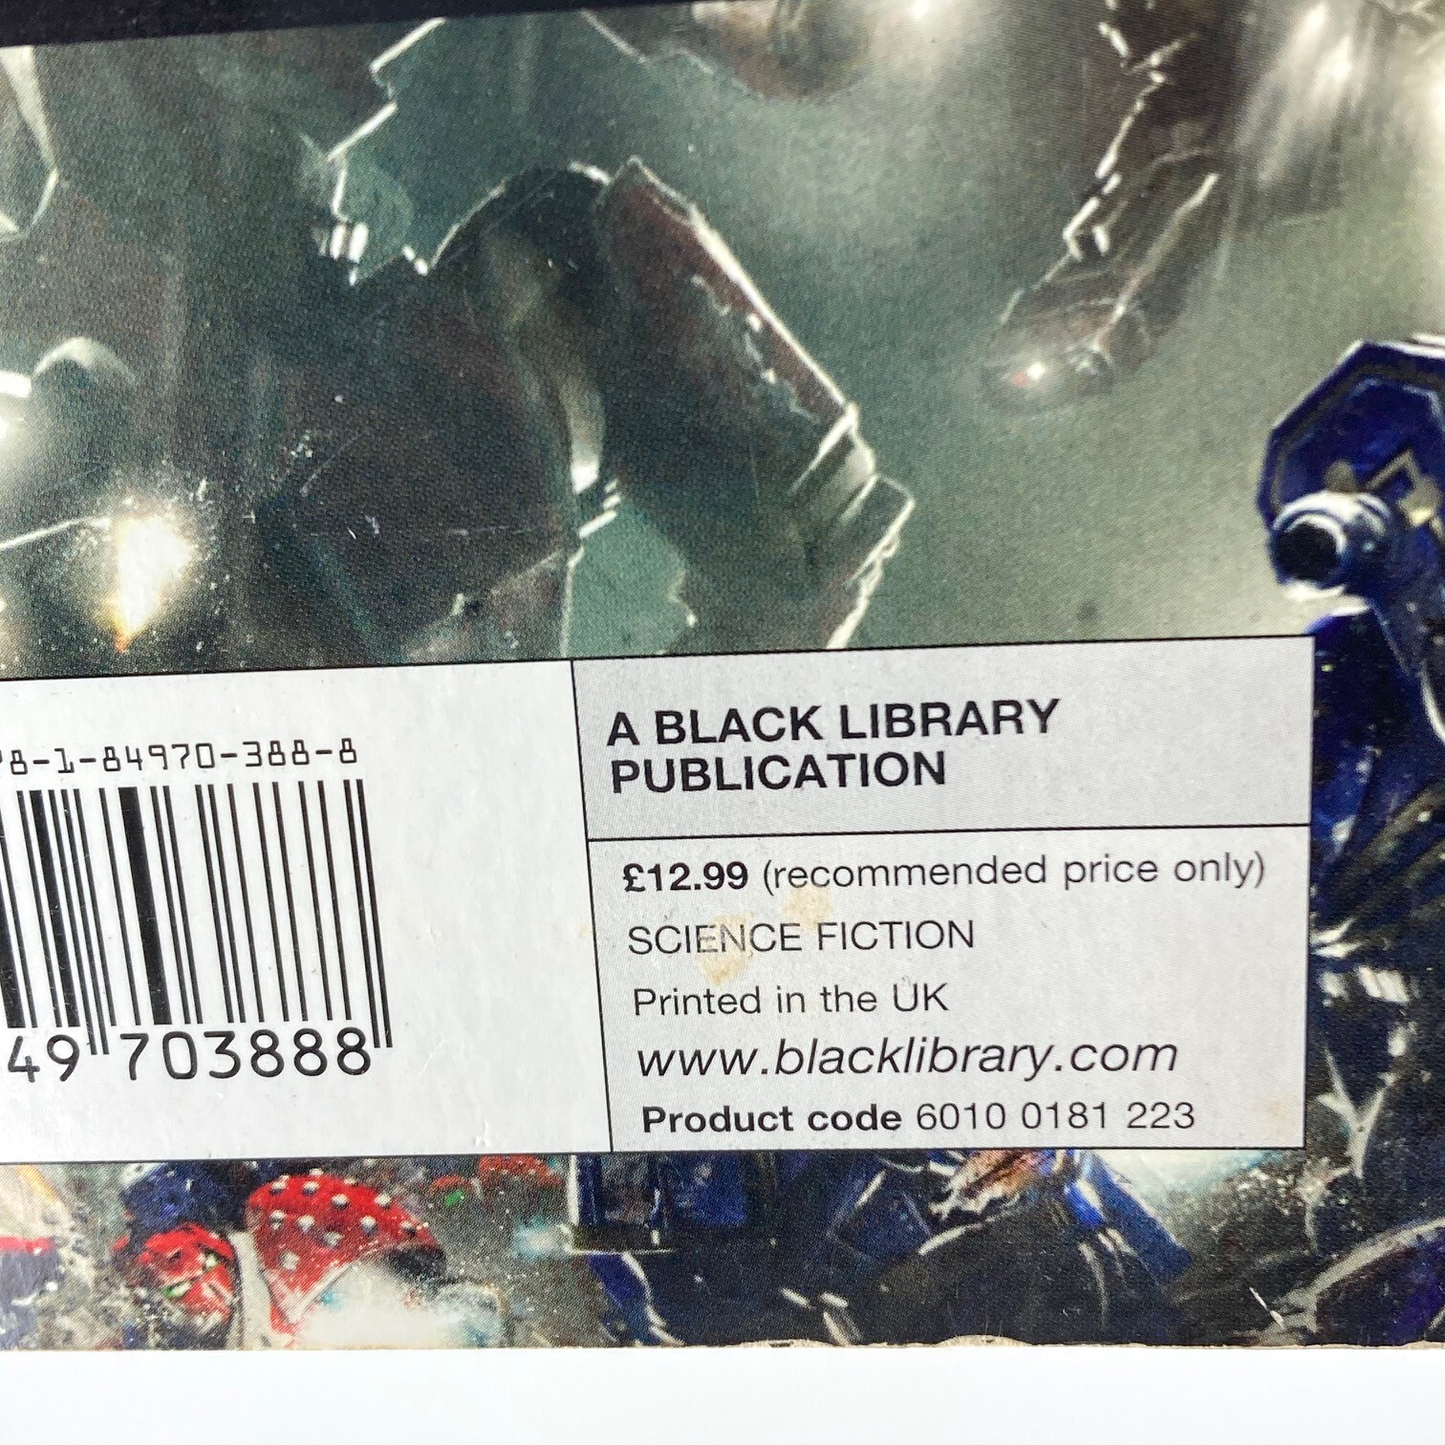 8-1-84970-388-8
49 703888
A BLACK LIBRARY
PUBLICATION
£12.99 (recommended price only)
SCIENCE FICTION
Printed in the UK
www.blacklibrary.com
Product code 6010 0181 223